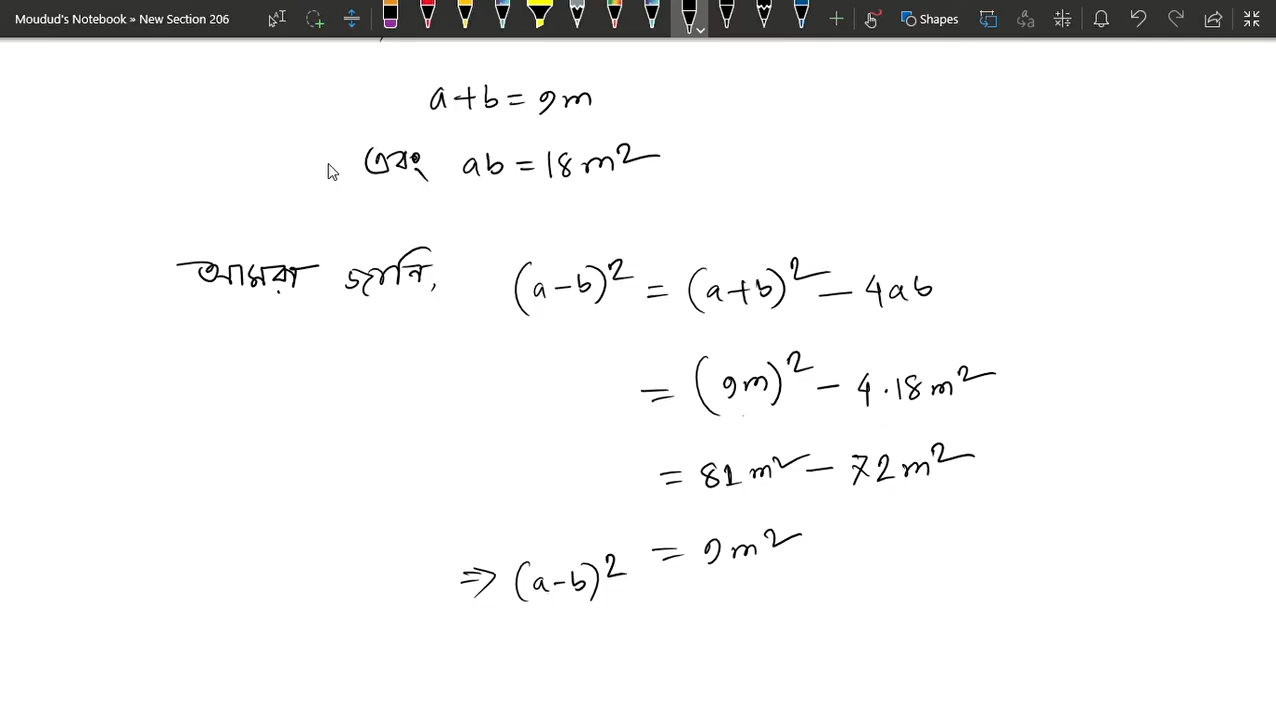 Moudud's Notebook » New Section 206
Shapes
a+b = 9m
এবং ab = 18m²
আমরা জানি, (a-b)² = (a+b)² - 4ab
= (9m)² - 4.18m²
= 81m² - 72m²
⇒ (a-b)² = 9m²